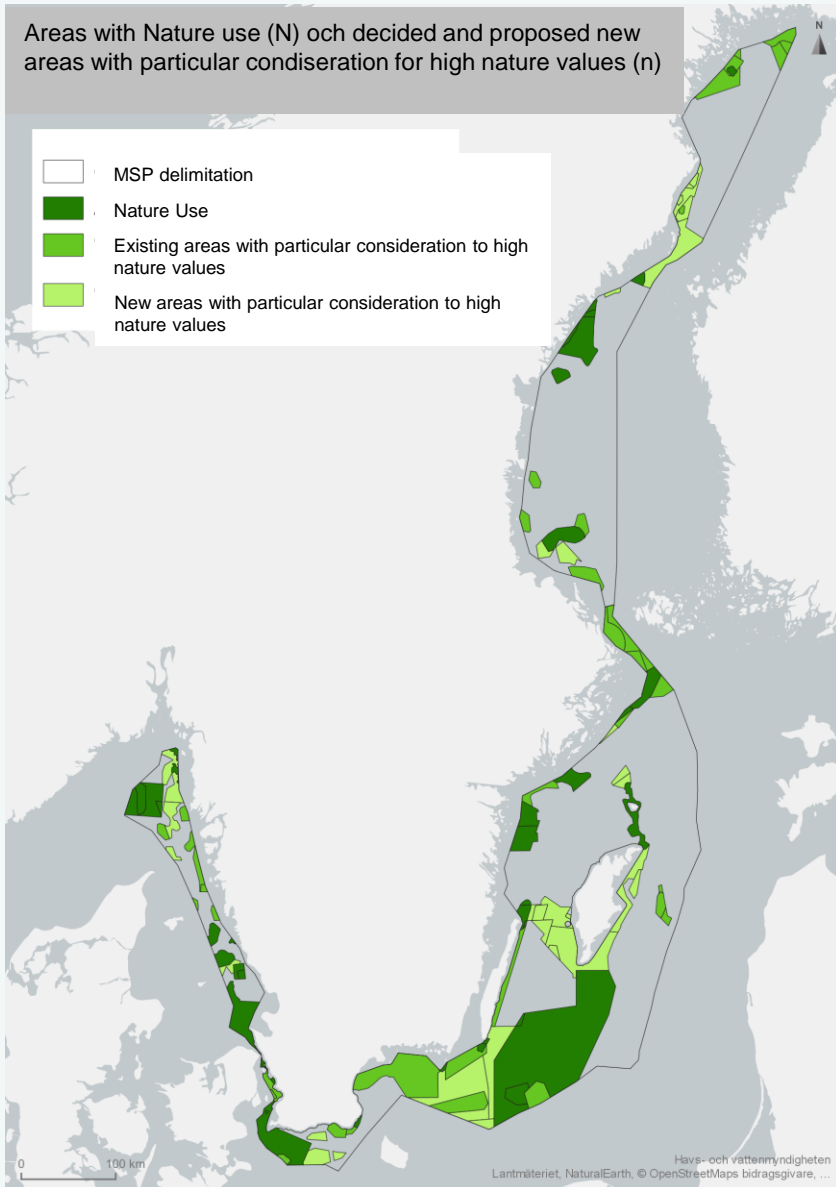 Areas with Nature use (N) och decided and proposed new
areas with particular condiseration for high nature values (n)
N
MSP delimitation
Nature Use
Existing areas with particular consideration to high
nature values
New areas with particular consideration to high
nature values
0 100 km
Havs- och vattenmyndigheten
Lantmäteriet, NaturalEarth, © OpenStreetMaps bidragsgivare, ...